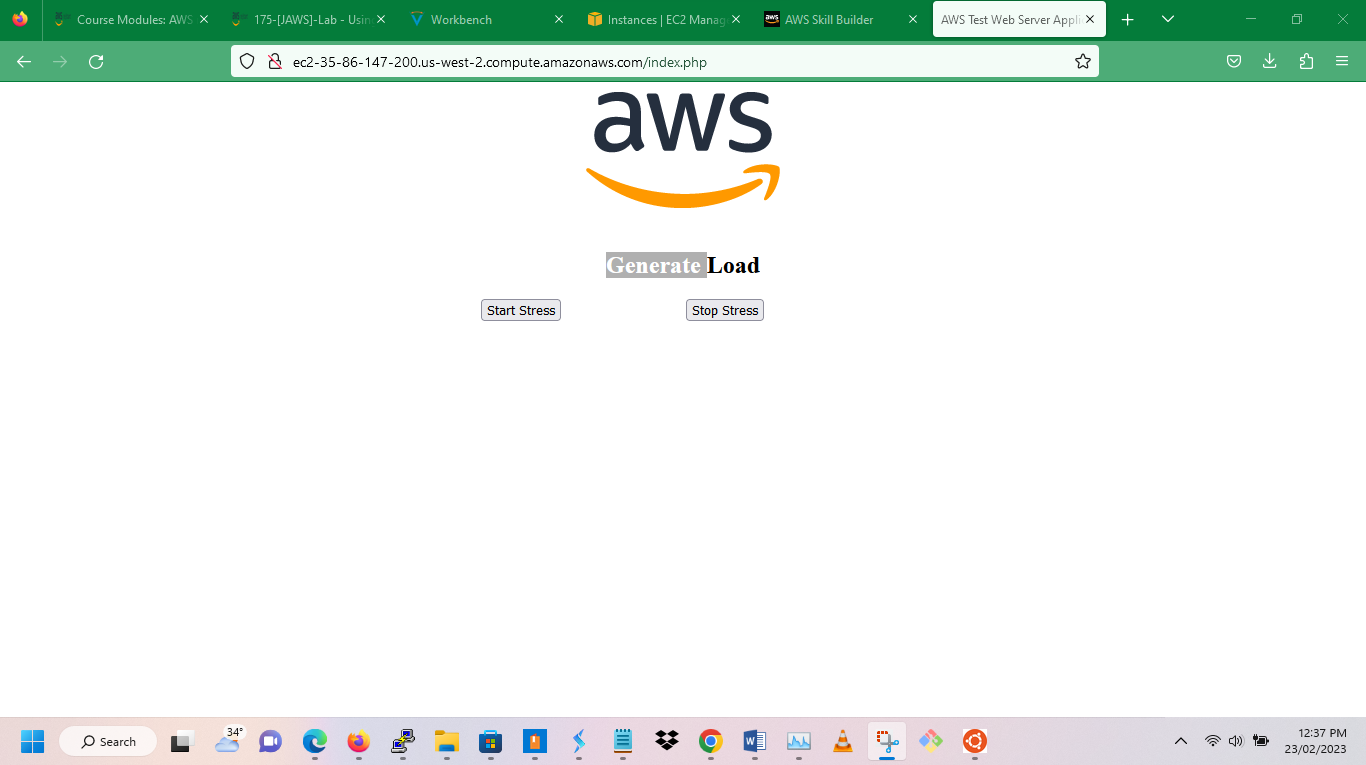 Course Modules: AWS
175-[JAWS]-Lab - Usin
Workbench
Instances | EC2 Manag
aws
AWS Skill Builder
AWS Test Web Server Appli
ec2-35-86-147-200.us-west-2.compute.amazonaws.com/index.php
aws
Generate Load
Start Stress
Stop Stress
Search
34°
12:37 PM
23/02/2023